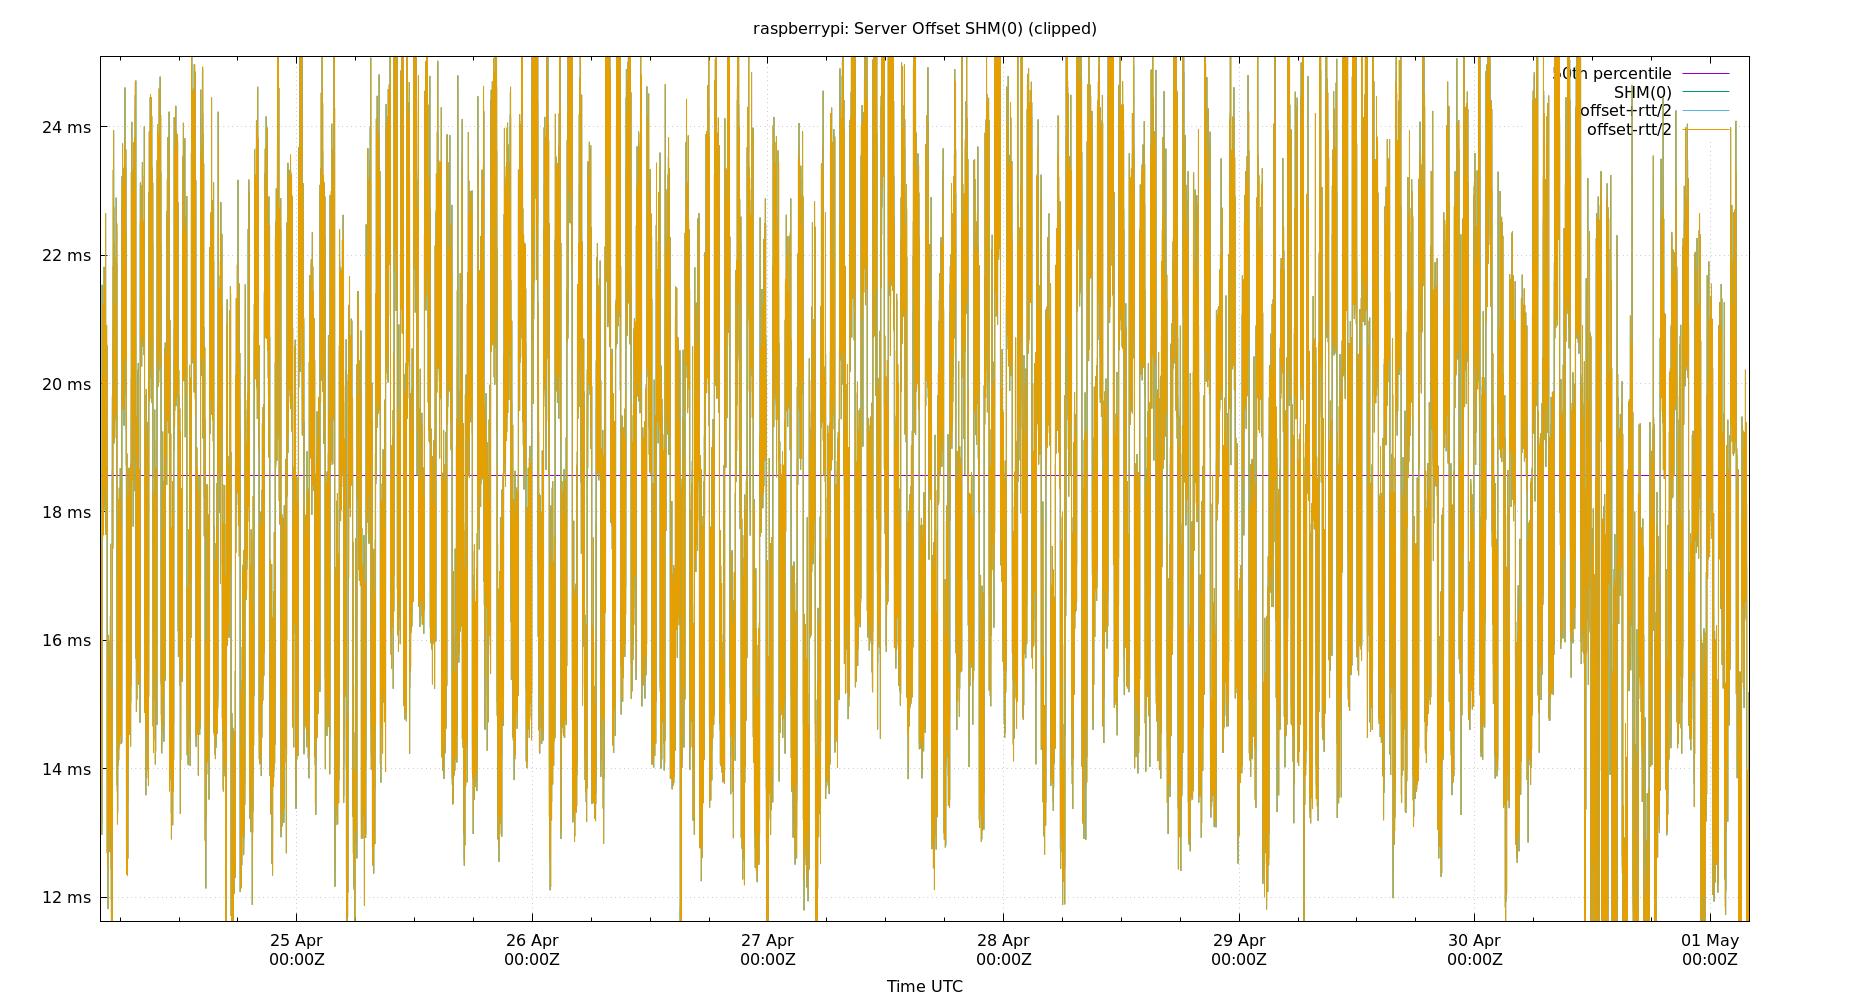 raspberrypi: Server Offset SHM(0) (clipped)
50th percentile
SHM(0)
offset+rtt/2
offset-rtt/2
24 ms
22 ms
20 ms
18 ms
16 ms
14 ms
12 ms
25 Apr 26 Apr 27 Apr 28 Apr 29 Apr 30 Apr 01 May
00:00Z 00:00Z 00:00Z 00:00Z 00:00Z 00:00Z 00:00Z
Time UTC